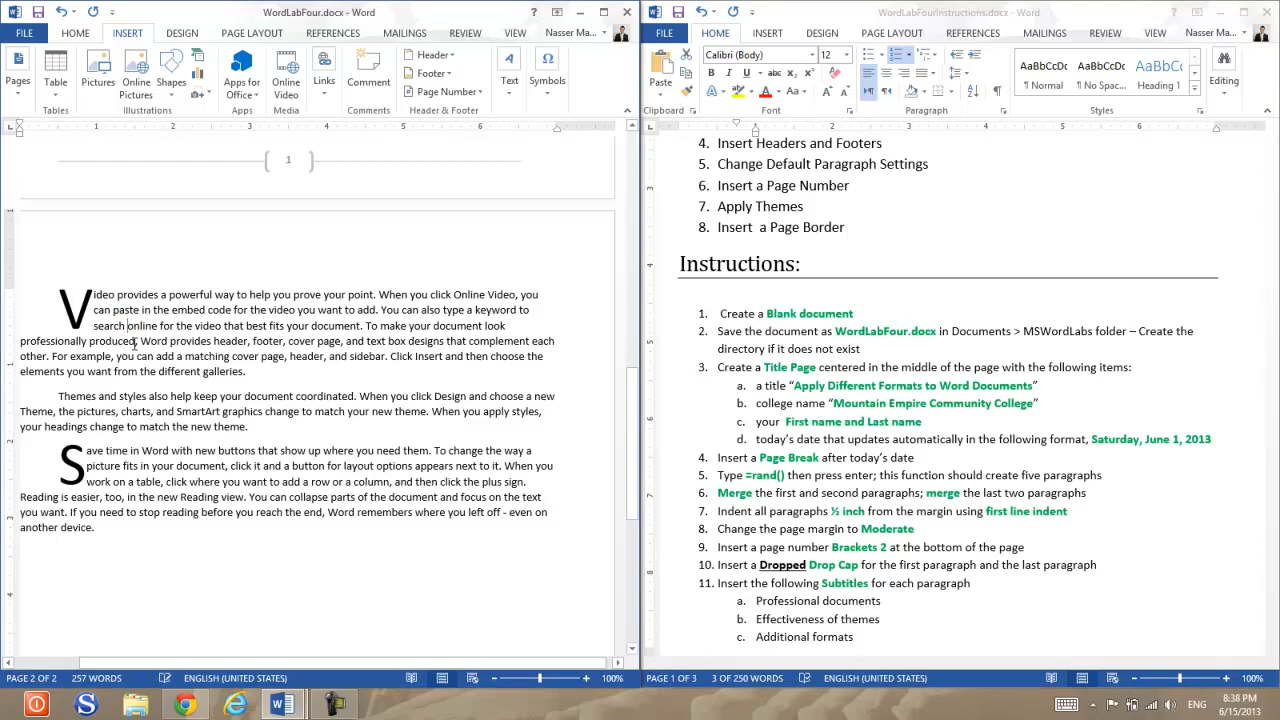 WordLabFour.docx - Word
Nasser Ma...
FILE HOME INSERT DESIGN PAGE LAYOUT REFERENCES MAILINGS REVIEW VIEW
Pages
Table
Pictures
Online Pictures
Shapes
Apps for Office
Online Video
Links
Comment
Header
Footer
Page Number
Text
Symbols
Tables Illustrations Apps Media Comments Header & Footer
1 2 3 4 5 6
1
Video provides a powerful way to help you prove your point. When you click Online Video, you
can paste in the embed code for the video you want to add. You can also type a keyword to
search online for the video that best fits your document. To make your document look
professionally produced, Word provides header, footer, cover page, and text box designs that complement each
other. For example, you can add a matching cover page, header, and sidebar. Click Insert and then choose the
elements you want from the different galleries.
Themes and styles also help keep your document coordinated. When you click Design and choose a new
Theme, the pictures, charts, and SmartArt graphics change to match your new theme. When you apply styles,
your headings change to match the new theme.
Save time in Word with new buttons that show up where you need them. To change the way a
picture fits in your document, click it and a button for layout options appears next to it. When you
work on a table, click where you want to add a row or a column, and then click the plus sign.
Reading is easier, too, in the new Reading view. You can collapse parts of the document and focus on the text
you want. If you need to stop reading before you reach the end, Word remembers where you left off - even on
another device.
PAGE 2 OF 2 257 WORDS ENGLISH (UNITED STATES) 100%
WordLabFourInstructions.docx - Word
Nasser Ma...
FILE HOME INSERT DESIGN PAGE LAYOUT REFERENCES MAILINGS REVIEW VIEW
Paste
Calibri (Body) 12
B I U abc x₂ x²
Aa
AaBbCcDc AaBbCcDc AaBbCc
¶ Normal ¶ No Spac... Heading 1
Editing
Clipboard Font Paragraph Styles
1 2 3 4 5 6
4. Insert Headers and Footers
5. Change Default Paragraph Settings
6. Insert a Page Number
7. Apply Themes
8. Insert a Page Border
Instructions:
1. Create a Blank document
2. Save the document as WordLabFour.docx in Documents > MSWordLabs folder – Create the
directory if it does not exist
3. Create a Title Page centered in the middle of the page with the following items:
a. a title “Apply Different Formats to Word Documents”
b. college name “Mountain Empire Community College”
c. your First name and Last name
d. today’s date that updates automatically in the following format, Saturday, June 1, 2013
4. Insert a Page Break after today’s date
5. Type =rand() then press enter; this function should create five paragraphs
6. Merge the first and second paragraphs; merge the last two paragraphs
7. Indent all paragraphs ½ inch from the margin using first line indent
8. Change the page margin to Moderate
9. Insert a page number Brackets 2 at the bottom of the page
10. Insert a Dropped Drop Cap for the first paragraph and the last paragraph
11. Insert the following Subtitles for each paragraph
a. Professional documents
b. Effectiveness of themes
c. Additional formats
PAGE 1 OF 3 3 OF 250 WORDS ENGLISH (UNITED STATES) 100%
ENG
8:38 PM
6/15/2013